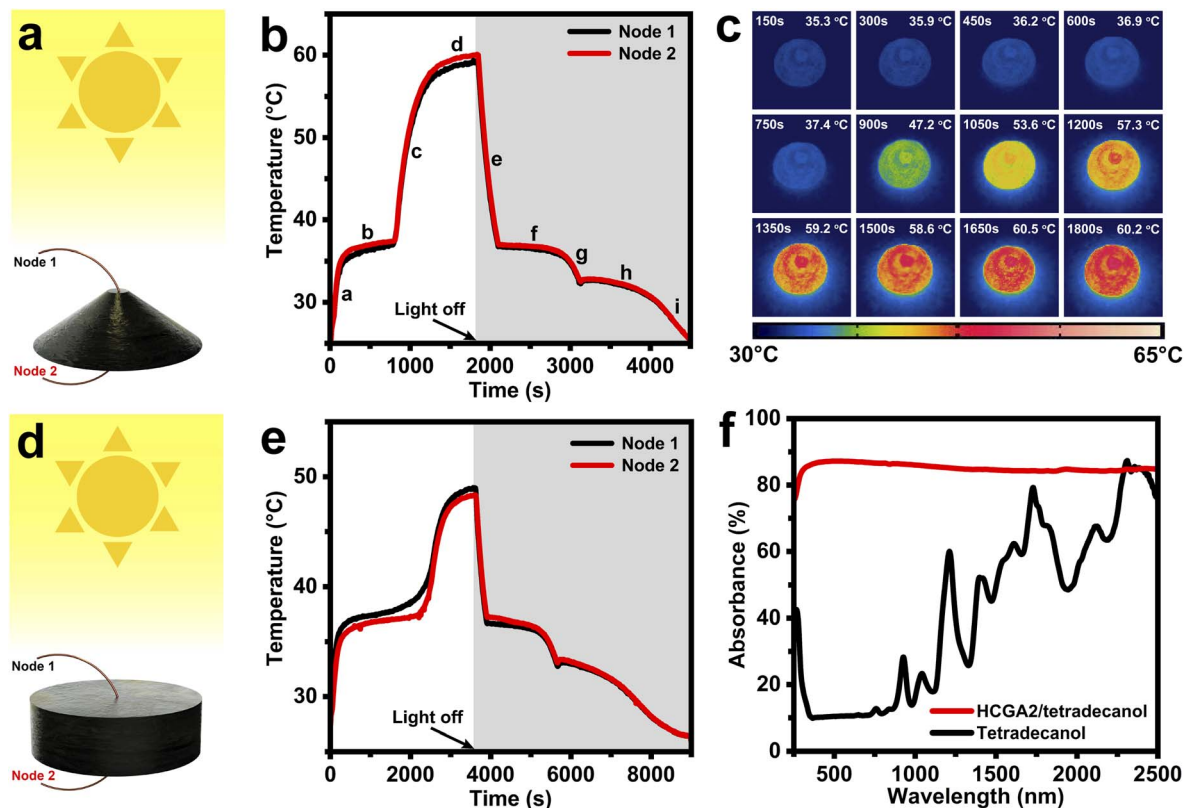 a
Node 1
Node 2
b
Temperature (°C)
60
50
40
30
0 1000 2000 3000 4000
Time (s)
Node 1
Node 2
a
b
c
d
e
f
g
h
i
Light off
c
150s 35.3 °C
300s 35.9 °C
450s 36.2 °C
600s 36.9 °C
750s 37.4 °C
900s 47.2 °C
1050s 53.6 °C
1200s 57.3 °C
1350s 59.2 °C
1500s 58.6 °C
1650s 60.5 °C
1800s 60.2 °C
30°C 65°C
d
Node 1
Node 2
e
Temperature (°C)
50
40
30
0 2000 4000 6000 8000
Time (s)
Node 1
Node 2
Light off
f
Absorbance (%)
100
80
60
40
20
0
500 1000 1500 2000 2500
Wavelength (nm)
HCGA2/tetradecanol
Tetradecanol